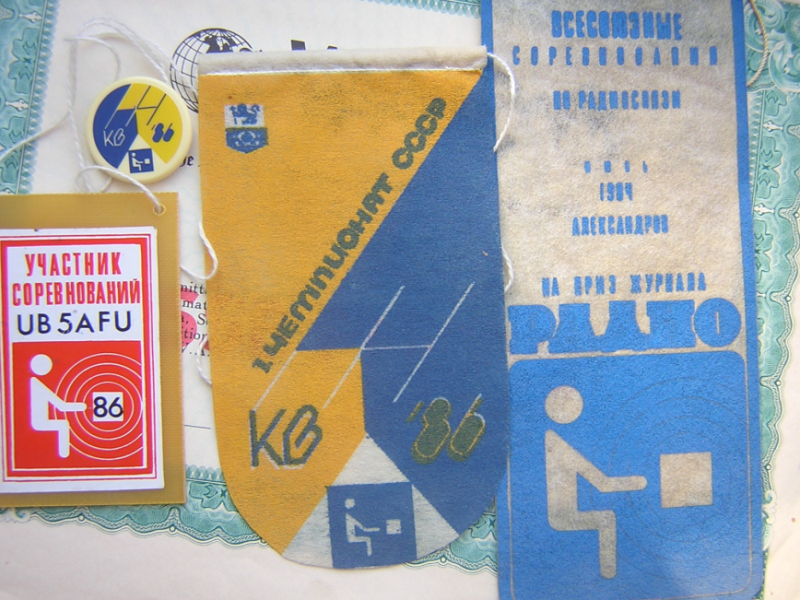 КВ '86
УЧАСТНИК
СОРЕВНОВАНИЙ
UB5AFU
86
I ЧЕМПИОНАТ СССР
КВ '86
ВСЕСОЮЗНЫЕ
СОРЕВНОВАНИЯ
ПО РАДИОСВЯЗИ
1984
АЛЕКСАНДРОВ
НА ПРИЗ ЖУРНАЛА
РАДИО